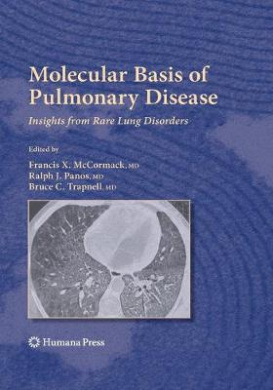 Molecular Basis of
Pulmonary Disease
Insights from Rare Lung Disorders
Edited by
Francis X. McCormack, MD
Ralph J. Panos, MD
Bruce C. Trapnell, MD
Humana Press